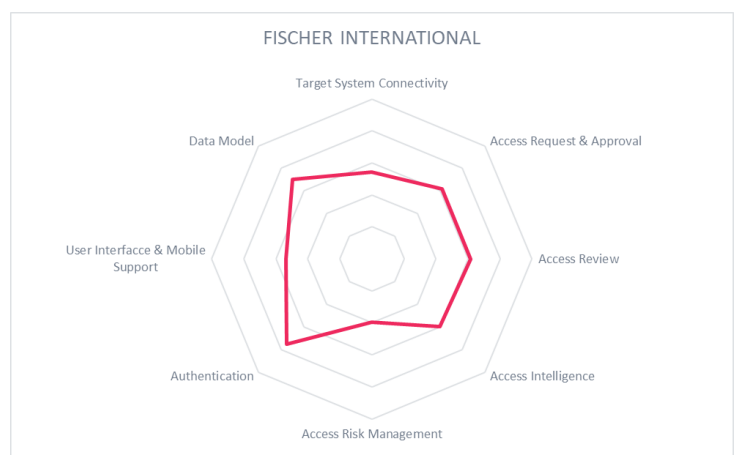 FISCHER INTERNATIONAL
Target System Connectivity
Data Model
Access Request & Approval
User Interfacce & Mobile
Support
Access Review
Authentication
Access Intelligence
Access Risk Management